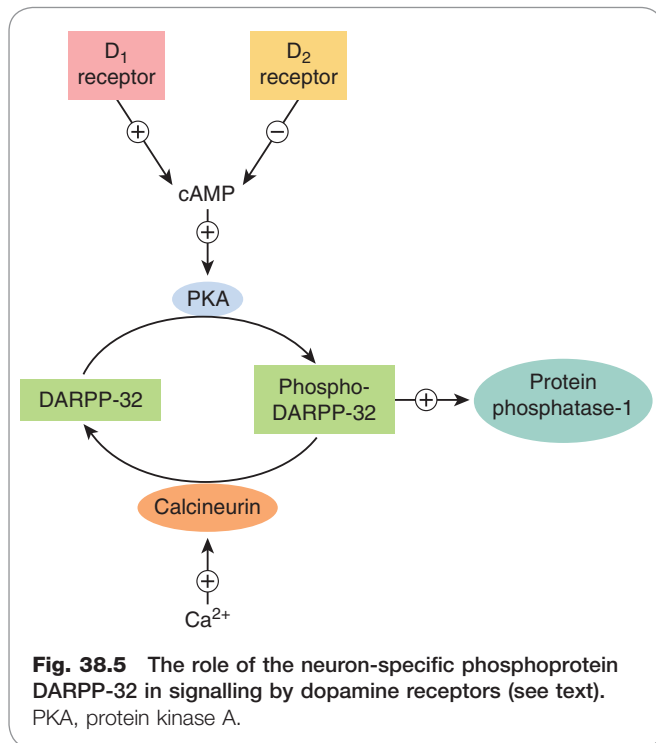 D₁
receptor
D₂
receptor
+
−
cAMP
+
PKA
DARPP-32
Phospho-
DARPP-32
+
Protein
phosphatase-1
Calcineurin
+
Ca²⁺
Fig. 38.5 The role of the neuron-specific phosphoprotein
DARPP-32 in signalling by dopamine receptors (see text).
PKA, protein kinase A.